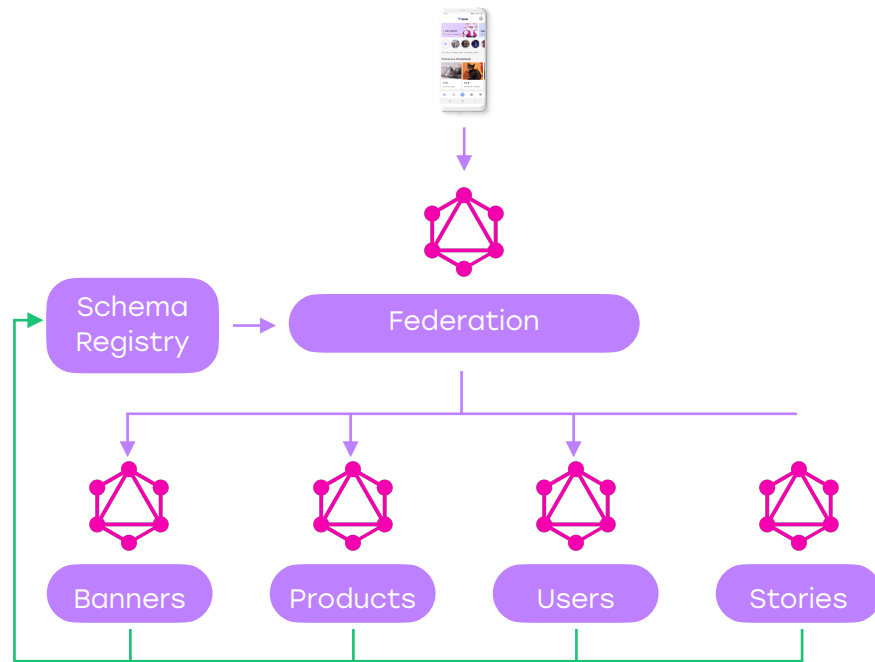 Schema
Registry
Federation
Banners
Products
Users
Stories